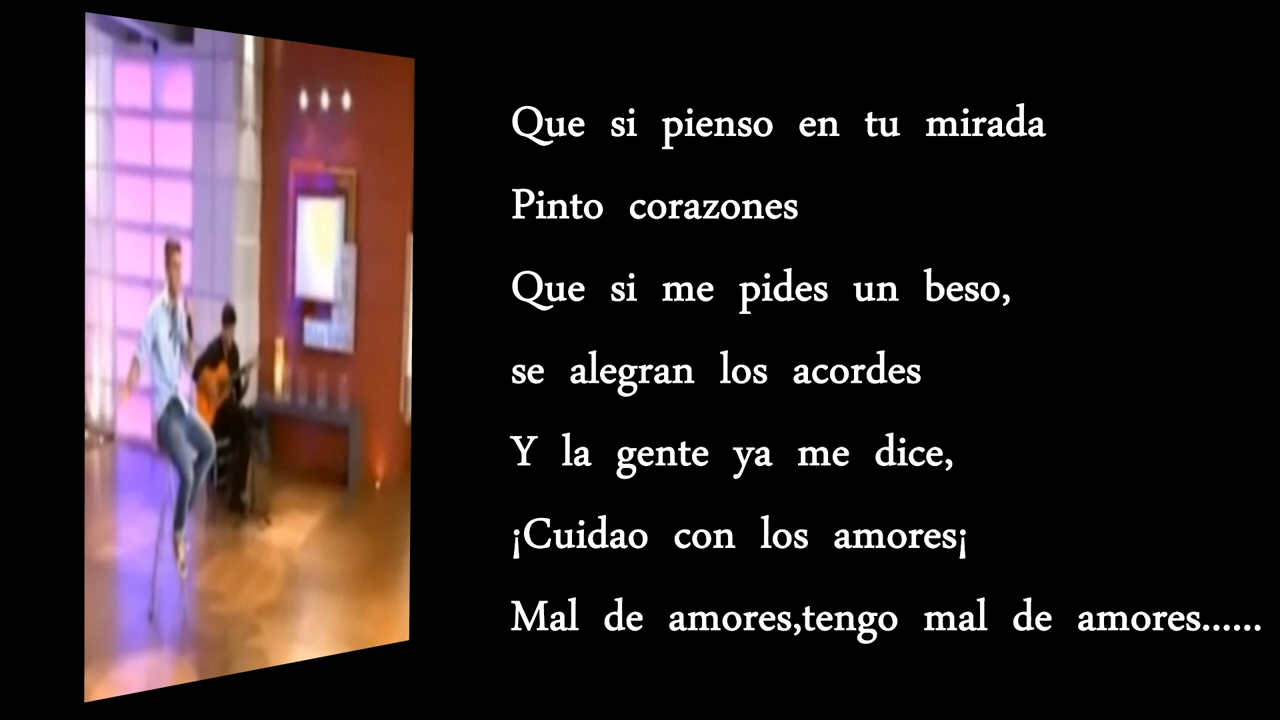 Que si pienso en tu mirada
Pinto corazones
Que si me pides un beso,
se alegran los acordes
Y la gente ya me dice,
¡Cuidao con los amores¡
Mal de amores,tengo mal de amores......